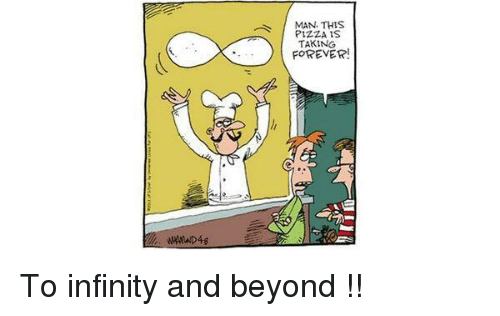 MAN. THIS
PIZZA IS
TAKING
FOREVER!
To infinity and beyond !!